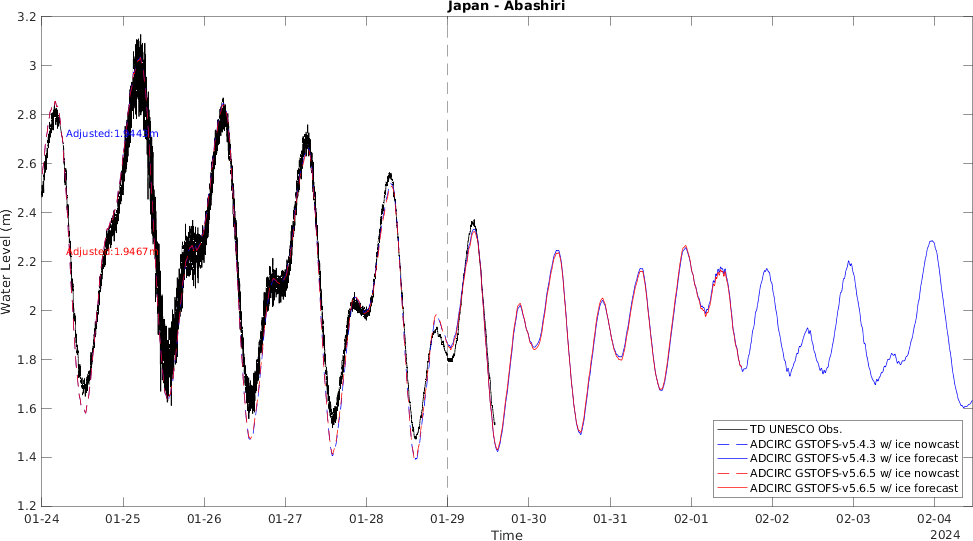 Japan - Abashiri
3.2
3
2.8
2.6
2.4
2.2
2
1.8
1.6
1.4
1.2
Water Level (m)
Adjusted:1.9442m
Adjusted:1.9467m
TD UNESCO Obs.
ADCIRC GSTOFS-v5.4.3 w/ ice nowcast
ADCIRC GSTOFS-v5.4.3 w/ ice forecast
ADCIRC GSTOFS-v5.6.5 w/ ice nowcast
ADCIRC GSTOFS-v5.6.5 w/ ice forecast
01-24 01-25 01-26 01-27 01-28 01-29 01-30 01-31 02-01 02-02 02-03 02-04
Time
2024